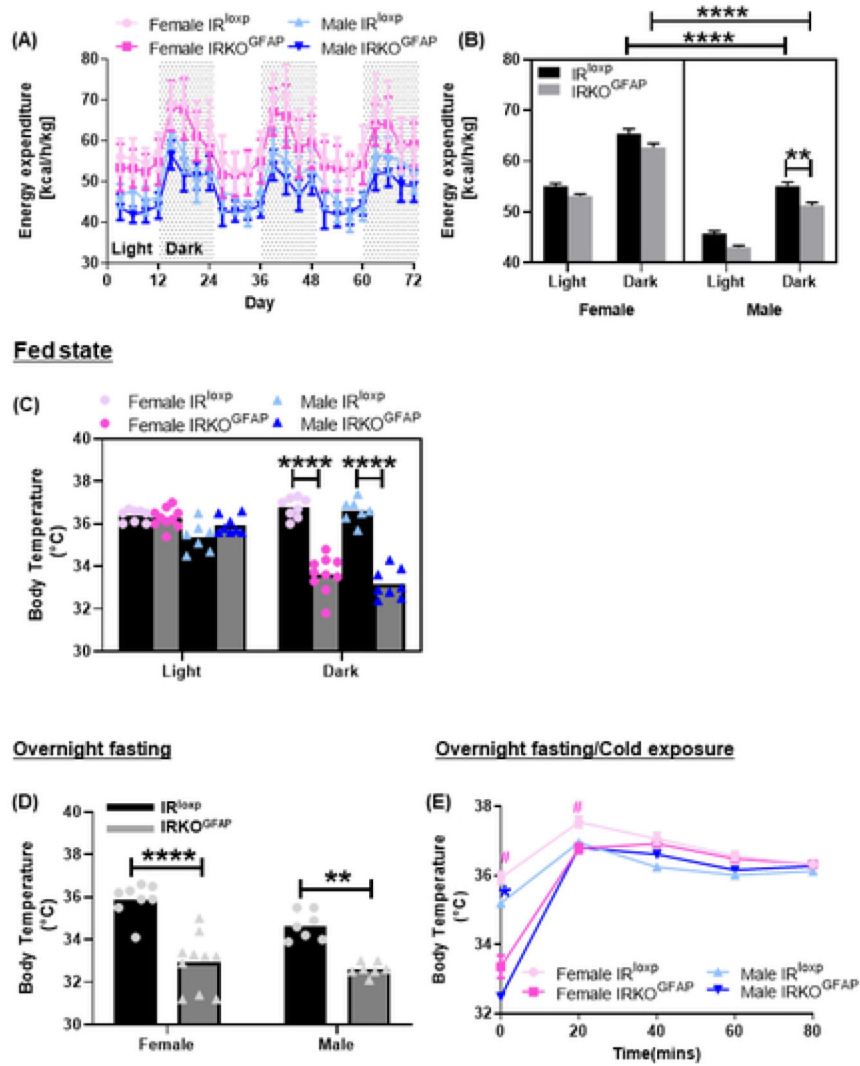 (A)
Female IR^loxp Male IR^loxp
Female IRKO^GFAP Male IRKO^GFAP
Energy expenditure
[kcal/h/kg]
80
70
60
50
40
30
Light Dark
0 12 24 36 48 60 72
Day
(B)
****
****
IR^loxp
IRKO^GFAP
**
Energy expenditure
[kcal/h/kg]
80
70
60
50
40
Light Dark Light Dark
Female Male
Fed state
(C)
Female IR^loxp Male IR^loxp
Female IRKO^GFAP Male IRKO^GFAP
**** ****
Body Temperature
(°C)
40
38
36
34
32
30
Light Dark
Overnight fasting
(D)
IR^loxp
IRKO^GFAP
**** **
Body Temperature
(°C)
40
38
36
34
32
30
Female Male
Overnight fasting/Cold exposure
(E)
# #
*
Body Temperature
(°C)
38
36
34
32
Female IR^loxp Male IR^loxp
Female IRKO^GFAP Male IRKO^GFAP
0 20 40 60 80
Time(mins)